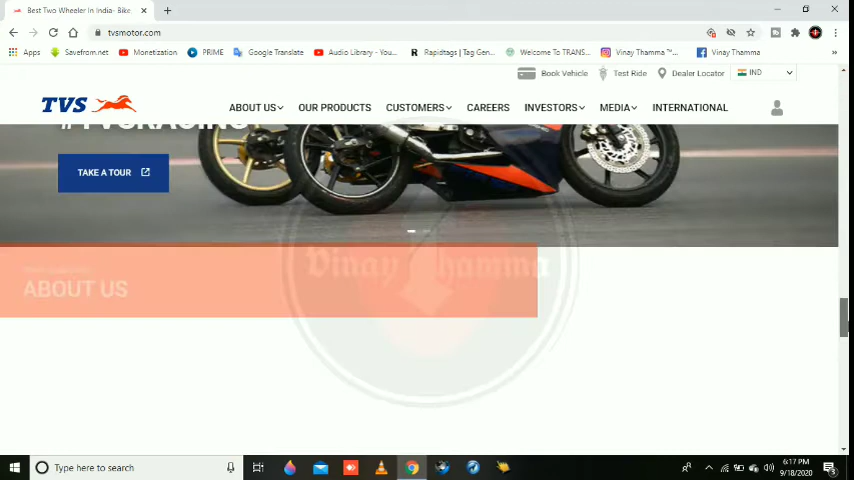 Best Two Wheeler In India- Bike
tvsmotor.com
Apps Savefrom.net Monetization PRIME Google Translate Audio Library - You... Rapidtags | Tag Gen... Welcome To TRANS... Vinay Thamma ™... Vinay Thamma »
Book Vehicle Test Ride Dealer Locator IND
TVS ABOUT US OUR PRODUCTS CUSTOMERS CAREERS INVESTORS MEDIA INTERNATIONAL
#TVSRACING
TAKE A TOUR
Vinay Thamma
ABOUT US
Type here to search
6:17 PM
9/18/2020
3